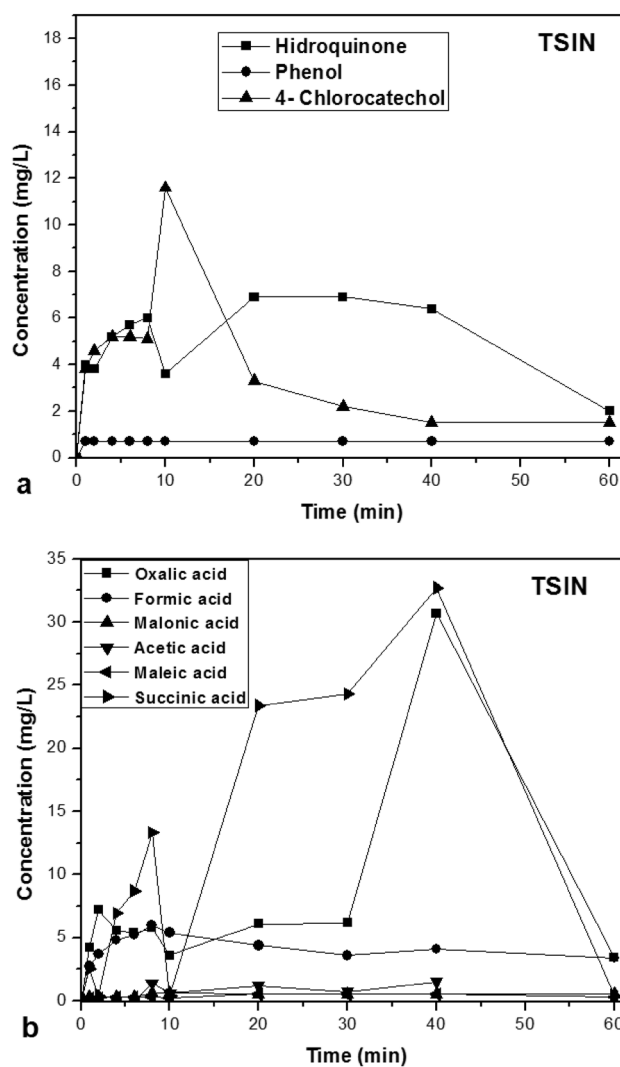 TSIN
Hidroquinone
Phenol
4- Chlorocatechol
Concentration (mg/L)
18
16
14
12
10
8
6
4
2
0
0 10 20 30 40 50 60
Time (min)
a
TSIN
Oxalic acid
Formic acid
Malonic acid
Acetic acid
Maleic acid
Succinic acid
Concentration (mg/L)
35
30
25
20
15
10
5
0
0 10 20 30 40 50 60
Time (min)
b